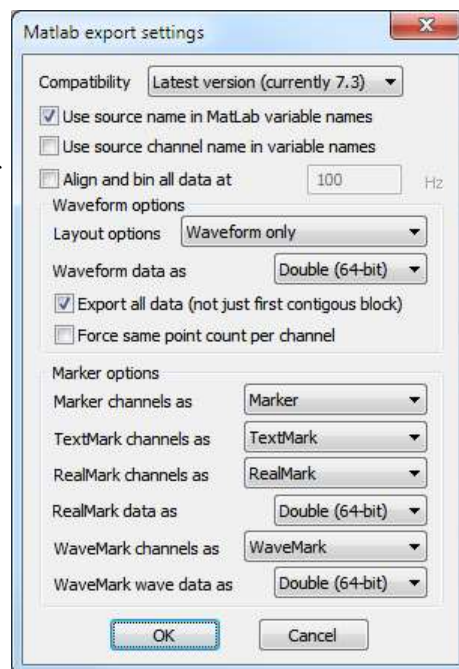 Matlab export settings
Compatibility Latest version (currently 7.3)
Use source name in MatLab variable names
Use source channel name in variable names
Align and bin all data at 100 Hz
Waveform options
Layout options Waveform only
Waveform data as Double (64-bit)
Export all data (not just first contigous block)
Force same point count per channel
Marker options
Marker channels as Marker
TextMark channels as TextMark
RealMark channels as RealMark
RealMark data as Double (64-bit)
WaveMark channels as WaveMark
WaveMark wave data as Double (64-bit)
OK Cancel